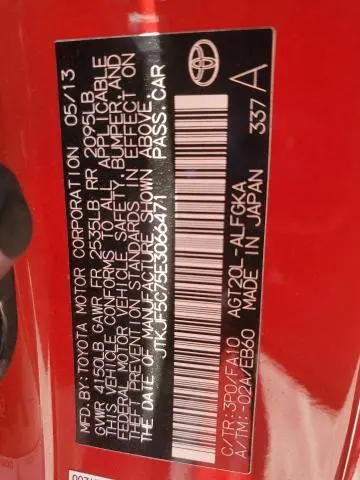 MFD. BY: TOYOTA MOTOR CORPORATION 05/13
GVWR 4150LB GAWR FR 2535LB RR 2095LB
THIS VEHICLE CONFORMS TO ALL APPLICABLE
FEDERAL MOTOR VEHICLE SAFETY, BUMPER, AND
THEFT PREVENTION STANDARDS IN EFFECT ON
THE DATE OF MANUFACTURE SHOWN ABOVE.
JTKJF5C75E3066471 PASS.CAR
C/TR:3P0/FA10 AGT20L-ALFGKA
A/TM:-02A/EB60 MADE IN JAPAN 337 A